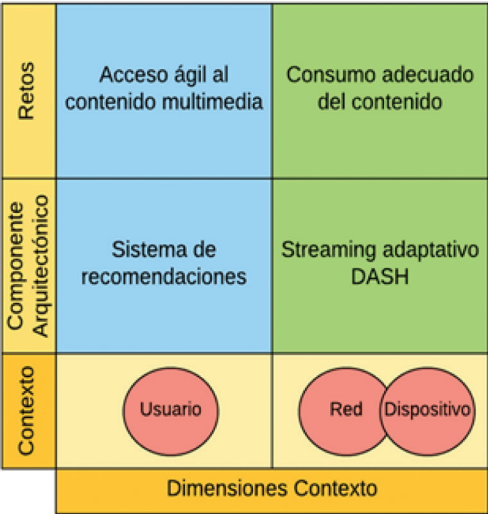 Retos
Acceso ágil al
contenido multimedia
Consumo adecuado
del contenido
Componente
Arquitectónico
Sistema de
recomendaciones
Streaming adaptativo
DASH
Contexto
Usuario
Red
Dispositivo
Dimensiones Contexto